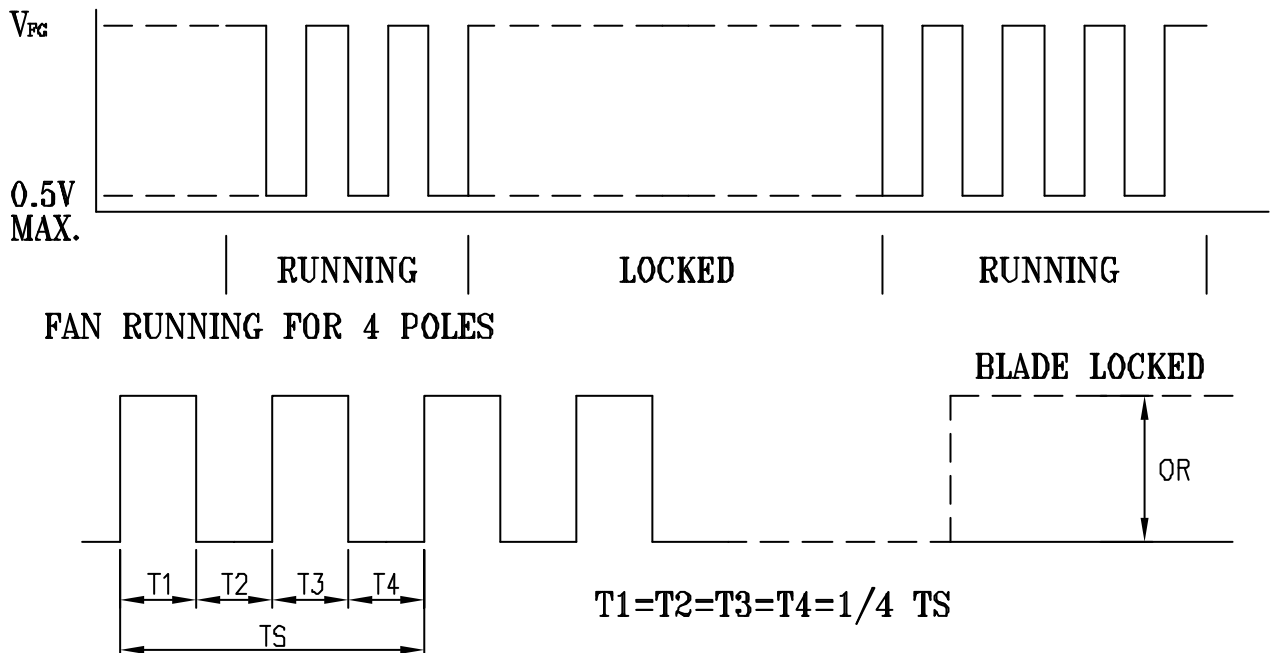 VFG
0.5V
MAX.
RUNNING LOCKED RUNNING
FAN RUNNING FOR 4 POLES
BLADE LOCKED
OR
T1 T2 T3 T4
T1=T2=T3=T4=1/4 TS
TS